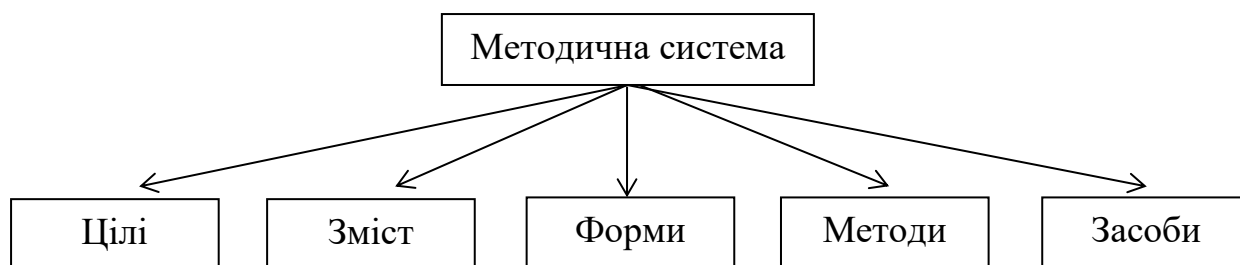 Методична система
Цілі
Зміст
Форми
Методи
Засоби